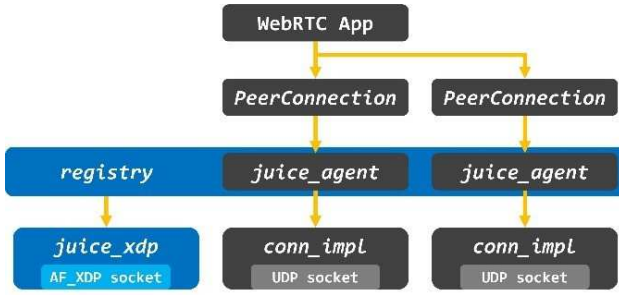 WebRTC App
PeerConnection PeerConnection
registry juice_agent juice_agent
juice_xdp conn_impl conn_impl
AF_XDP socket UDP socket UDP socket